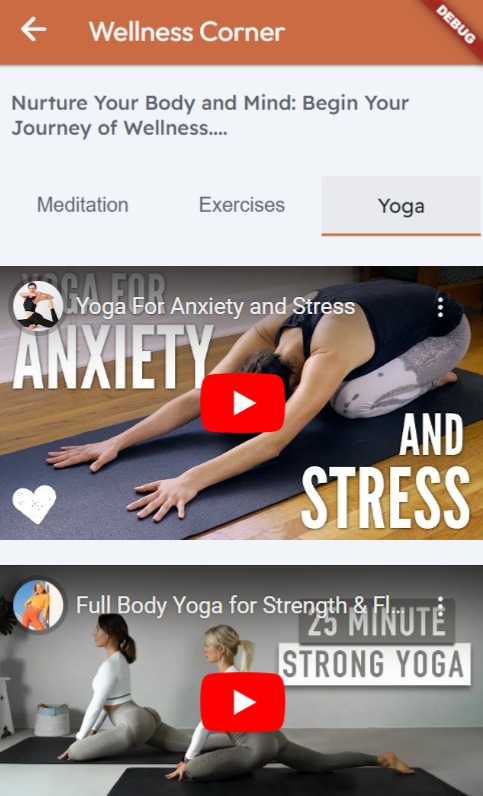 Wellness Corner
DEBUG
Nurture Your Body and Mind: Begin Your
Journey of Wellness....
Meditation
Exercises
Yoga
YOGA FOR
Yoga For Anxiety and Stress
ANXIETY
AND
STRESS
Full Body Yoga for Strength & Fl...
25 MINUTE
STRONG YOGA